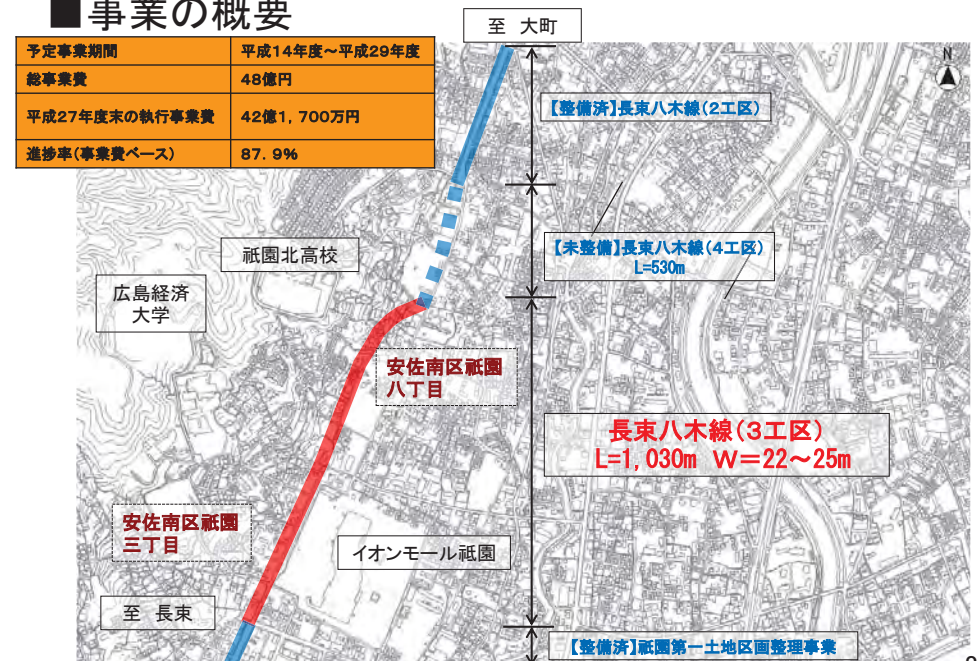 ■事業の概要
予定事業期間 平成14年度～平成29年度
総事業費 48億円
平成27年度末の執行事業費 42億1,700万円
進捗率(事業費ベース) 87.9%
至 大町
N
【整備済】長束八木線(2工区)
【未整備】長束八木線(4工区)
L=530m
祇園北高校
広島経済
大学
安佐南区祇園
八丁目
長束八木線(3工区)
L=1,030m W=22～25m
安佐南区祇園
三丁目
イオンモール祇園
至 長束
【整備済】祇園第一土地区画整理事業